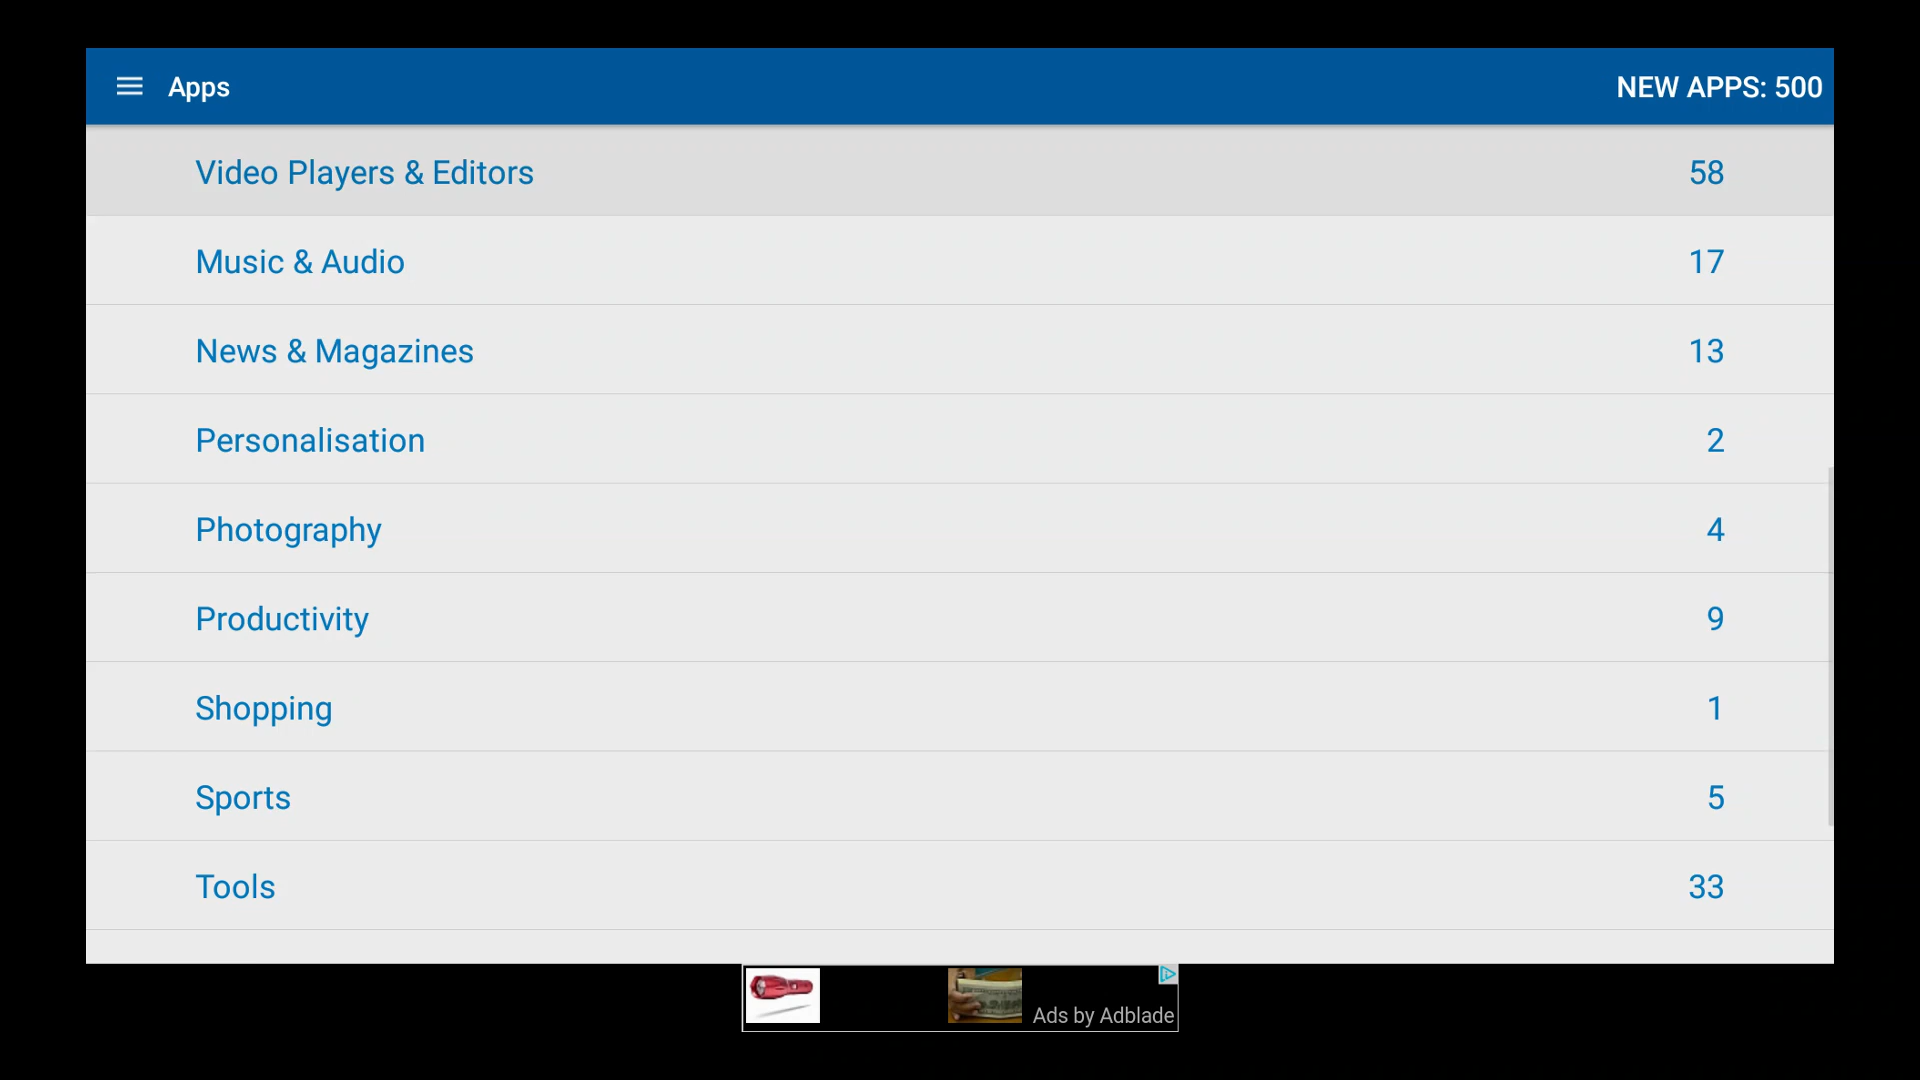 Apps
NEW APPS: 500
Video Players & Editors 58
Music & Audio 17
News & Magazines 13
Personalisation 2
Photography 4
Productivity 9
Shopping 1
Sports 5
Tools 33
Ads by Adblade